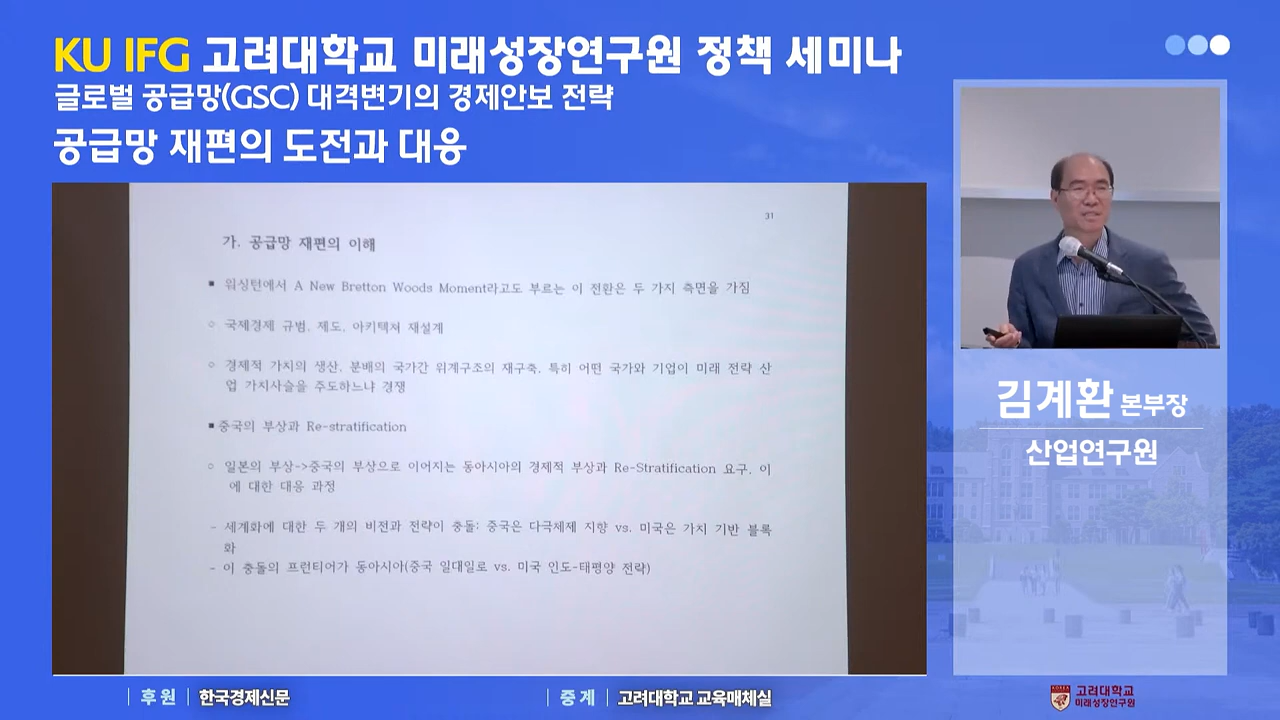 KU IFG 고려대학교 미래성장연구원 정책 세미나
글로벌 공급망(GSC) 대격변기의 경제안보 전략
공급망 재편의 도전과 대응
31
가. 공급망 재편의 이해
▪ 워싱턴에서 A New Bretton Woods Moment라고도 부르는 이 전환은 두 가지 측면을 가짐
○ 국제경제 규범, 제도, 아키텍쳐 재설계
○ 경제적 가치의 생산, 분배의 국가간 위계구조의 재구축, 특히 어떤 국가와 기업이 미래 전략 산
업 가치사슬을 주도하느냐 경쟁
▪ 중국의 부상과 Re-stratification
○ 일본의 부상->중국의 부상으로 이어지는 동아시아의 경제적 부상과 Re-Stratification 요구, 이
에 대한 대응 과정
- 세계화에 대한 두 개의 비전과 전략이 충돌: 중국은 다극체제 지향 vs. 미국은 가치 기반 블록
화
- 이 충돌의 프런티어가 동아시아(중국 일대일로 vs. 미국 인도-태평양 전략)
김계환 본부장
산업연구원
후원 한국경제신문
중계 고려대학교 교육매체실
고려대학교
미래성장연구원